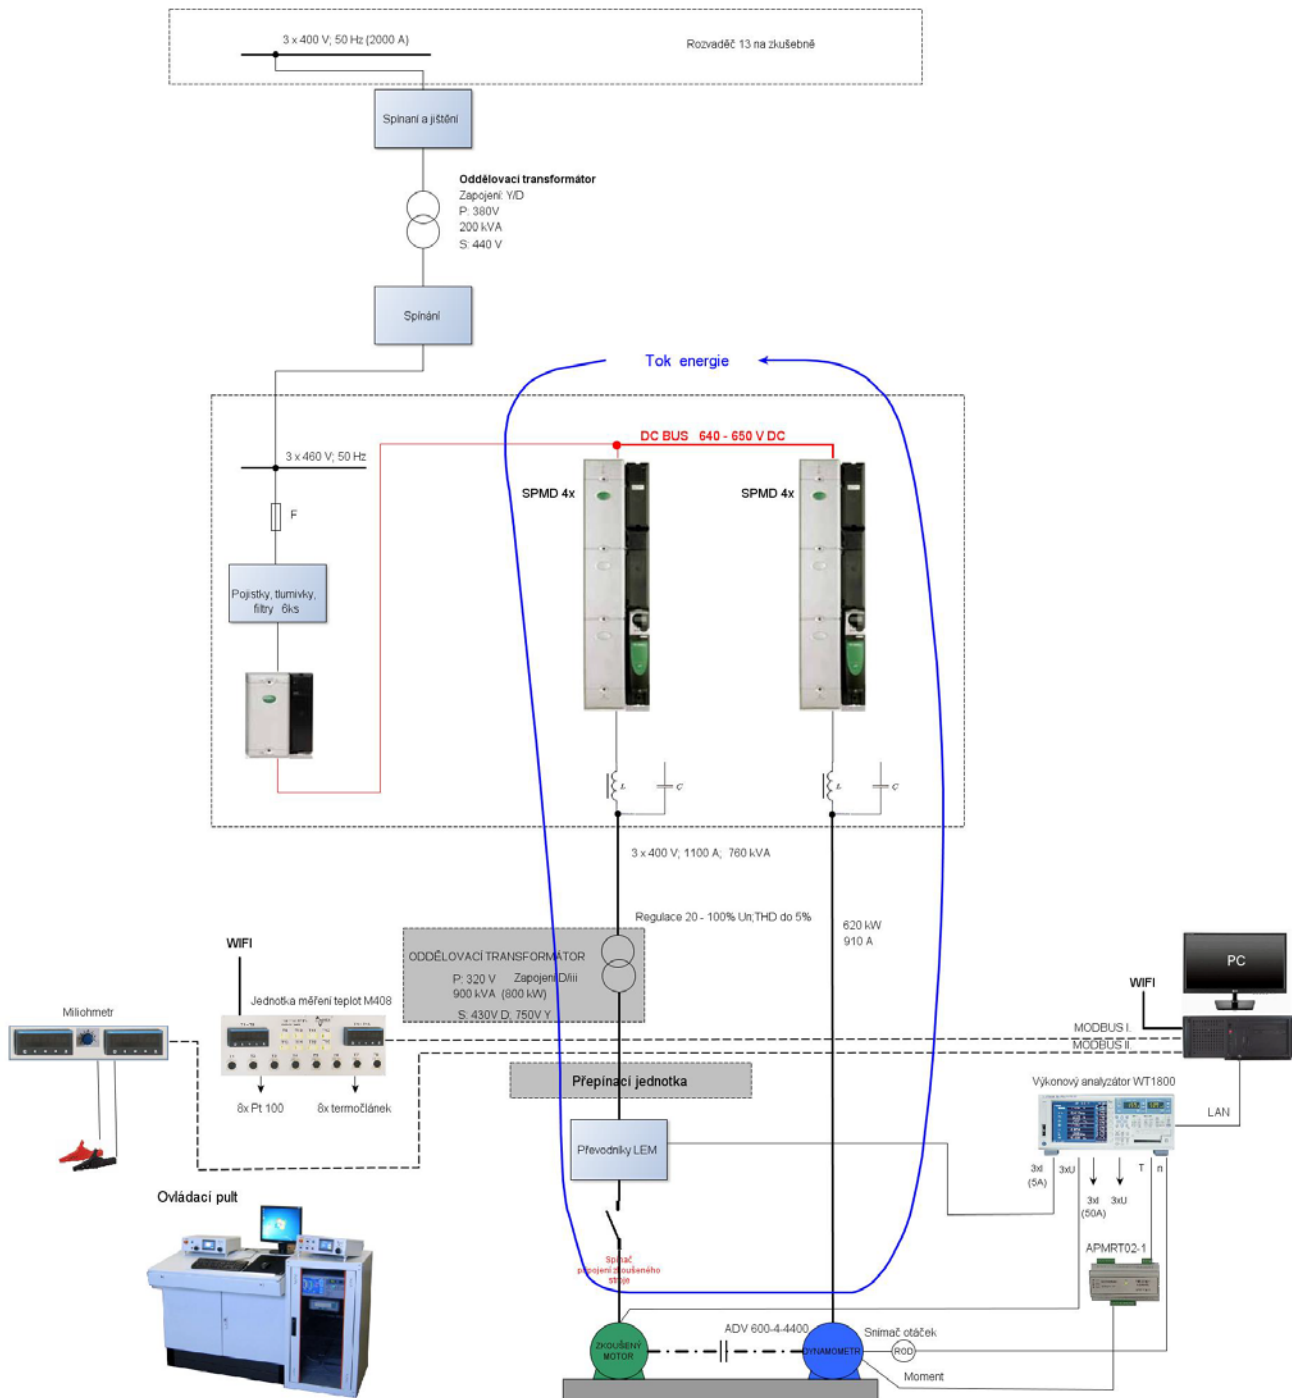 3 x 400 V; 50 Hz (2000 A)
Rozvaděč 13 na zkušebně
Spínaní a jištění
Oddělovací transformátor
Zapojení: Y/D
P: 380V
200 kVA
S: 440 V
Spínání
Tok energie
DC BUS 640 - 650 V DC
3 x 460 V; 50 Hz
SPMD 4x
SPMD 4x
F
Pojistky, tlumivky,
filtry 6ks
L
C
L
C
3 x 400 V; 1100 A; 760 kVA
Regulace 20 - 100% Un;THD do 5%
620 kW
910 A
ODDĚLOVACÍ TRANSFORMÁTOR
P: 320 V Zapojení:D/iii
900 kVA (800 kW)
S: 430V D, 750V Y
WIFI
Jednotka měření teplot M408
Miliohmetr
8x Pt 100
8x termočlánek
PC
WIFI
MODBUS I.
MODBUS II.
Přepínací jednotka
Výkonový analyzátor WT1800
LAN
Převodníky LEM
3xI
(5A)
3xU
3xI
(50A)
3xU
T
n
Ovládací pult
APMRT02-1
Spínač
připojení zkoušeného
stroje
ADV 600-4-4400
Snímač otáček
ZKOUŠENÝ
MOTOR
DYNAMOMETR
ROD
Moment